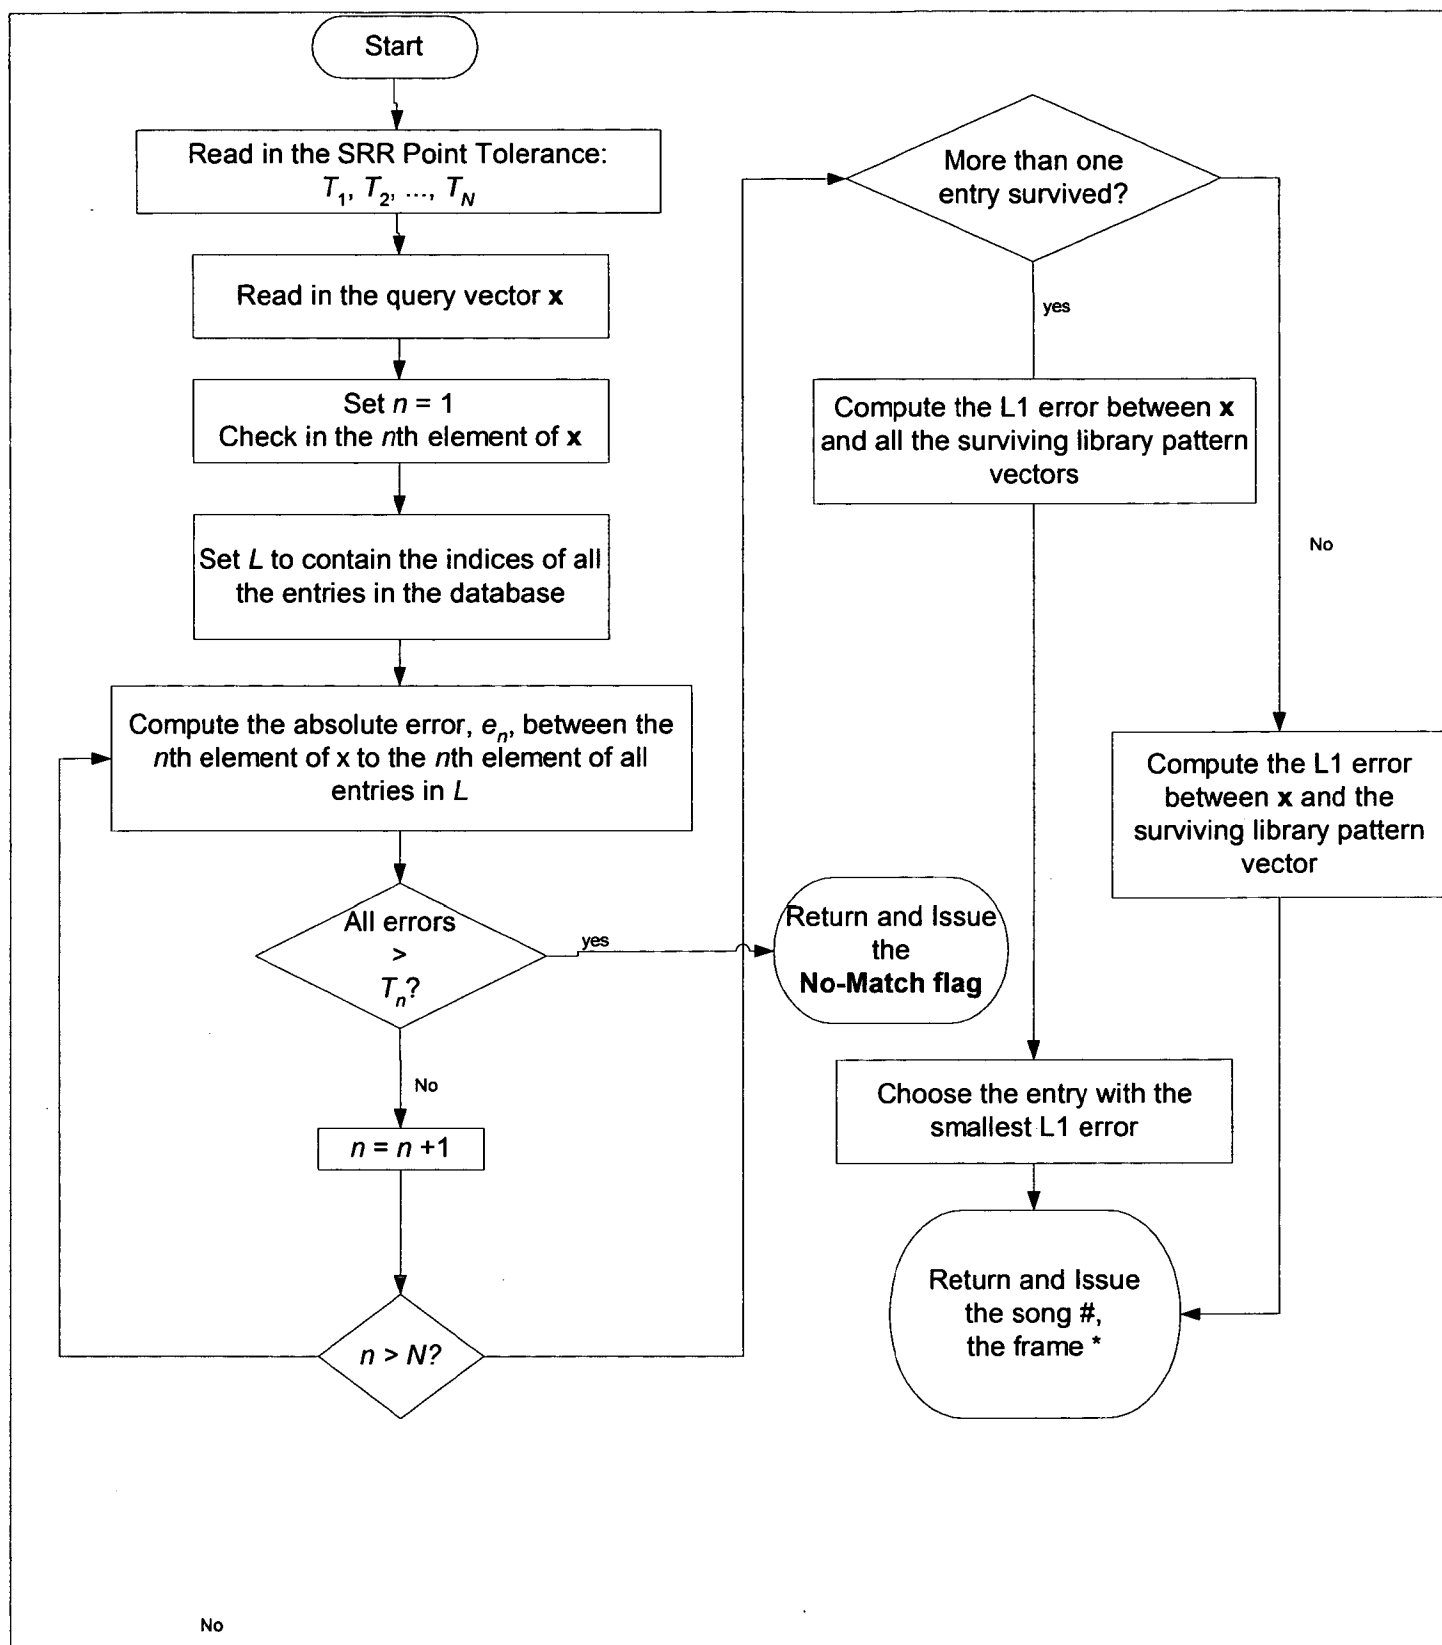 Start
Read in the SRR Point Tolerance:
T1, T2, ..., TN
Read in the query vector x
Set n = 1
Check in the nth element of x
Set L to contain the indices of all
the entries in the database
Compute the absolute error, en, between the
nth element of x to the nth element of all
entries in L
All errors
>
Tn?
yes
No
n = n +1
n > N?
No
Return and Issue
the
No-Match flag
More than one
entry survived?
yes
No
Compute the L1 error between x
and all the surviving library pattern
vectors
Compute the L1 error
between x and the
surviving library pattern
vector
Choose the entry with the
smallest L1 error
Return and Issue
the song #,
the frame *